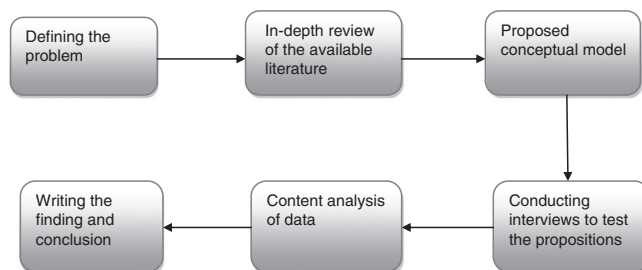 Defining the
problem
In-depth review
of the available
literature
Proposed
conceptual model
Conducting
interviews to test
the propositions
Content analysis
of data
Writing the
finding and
conclusion